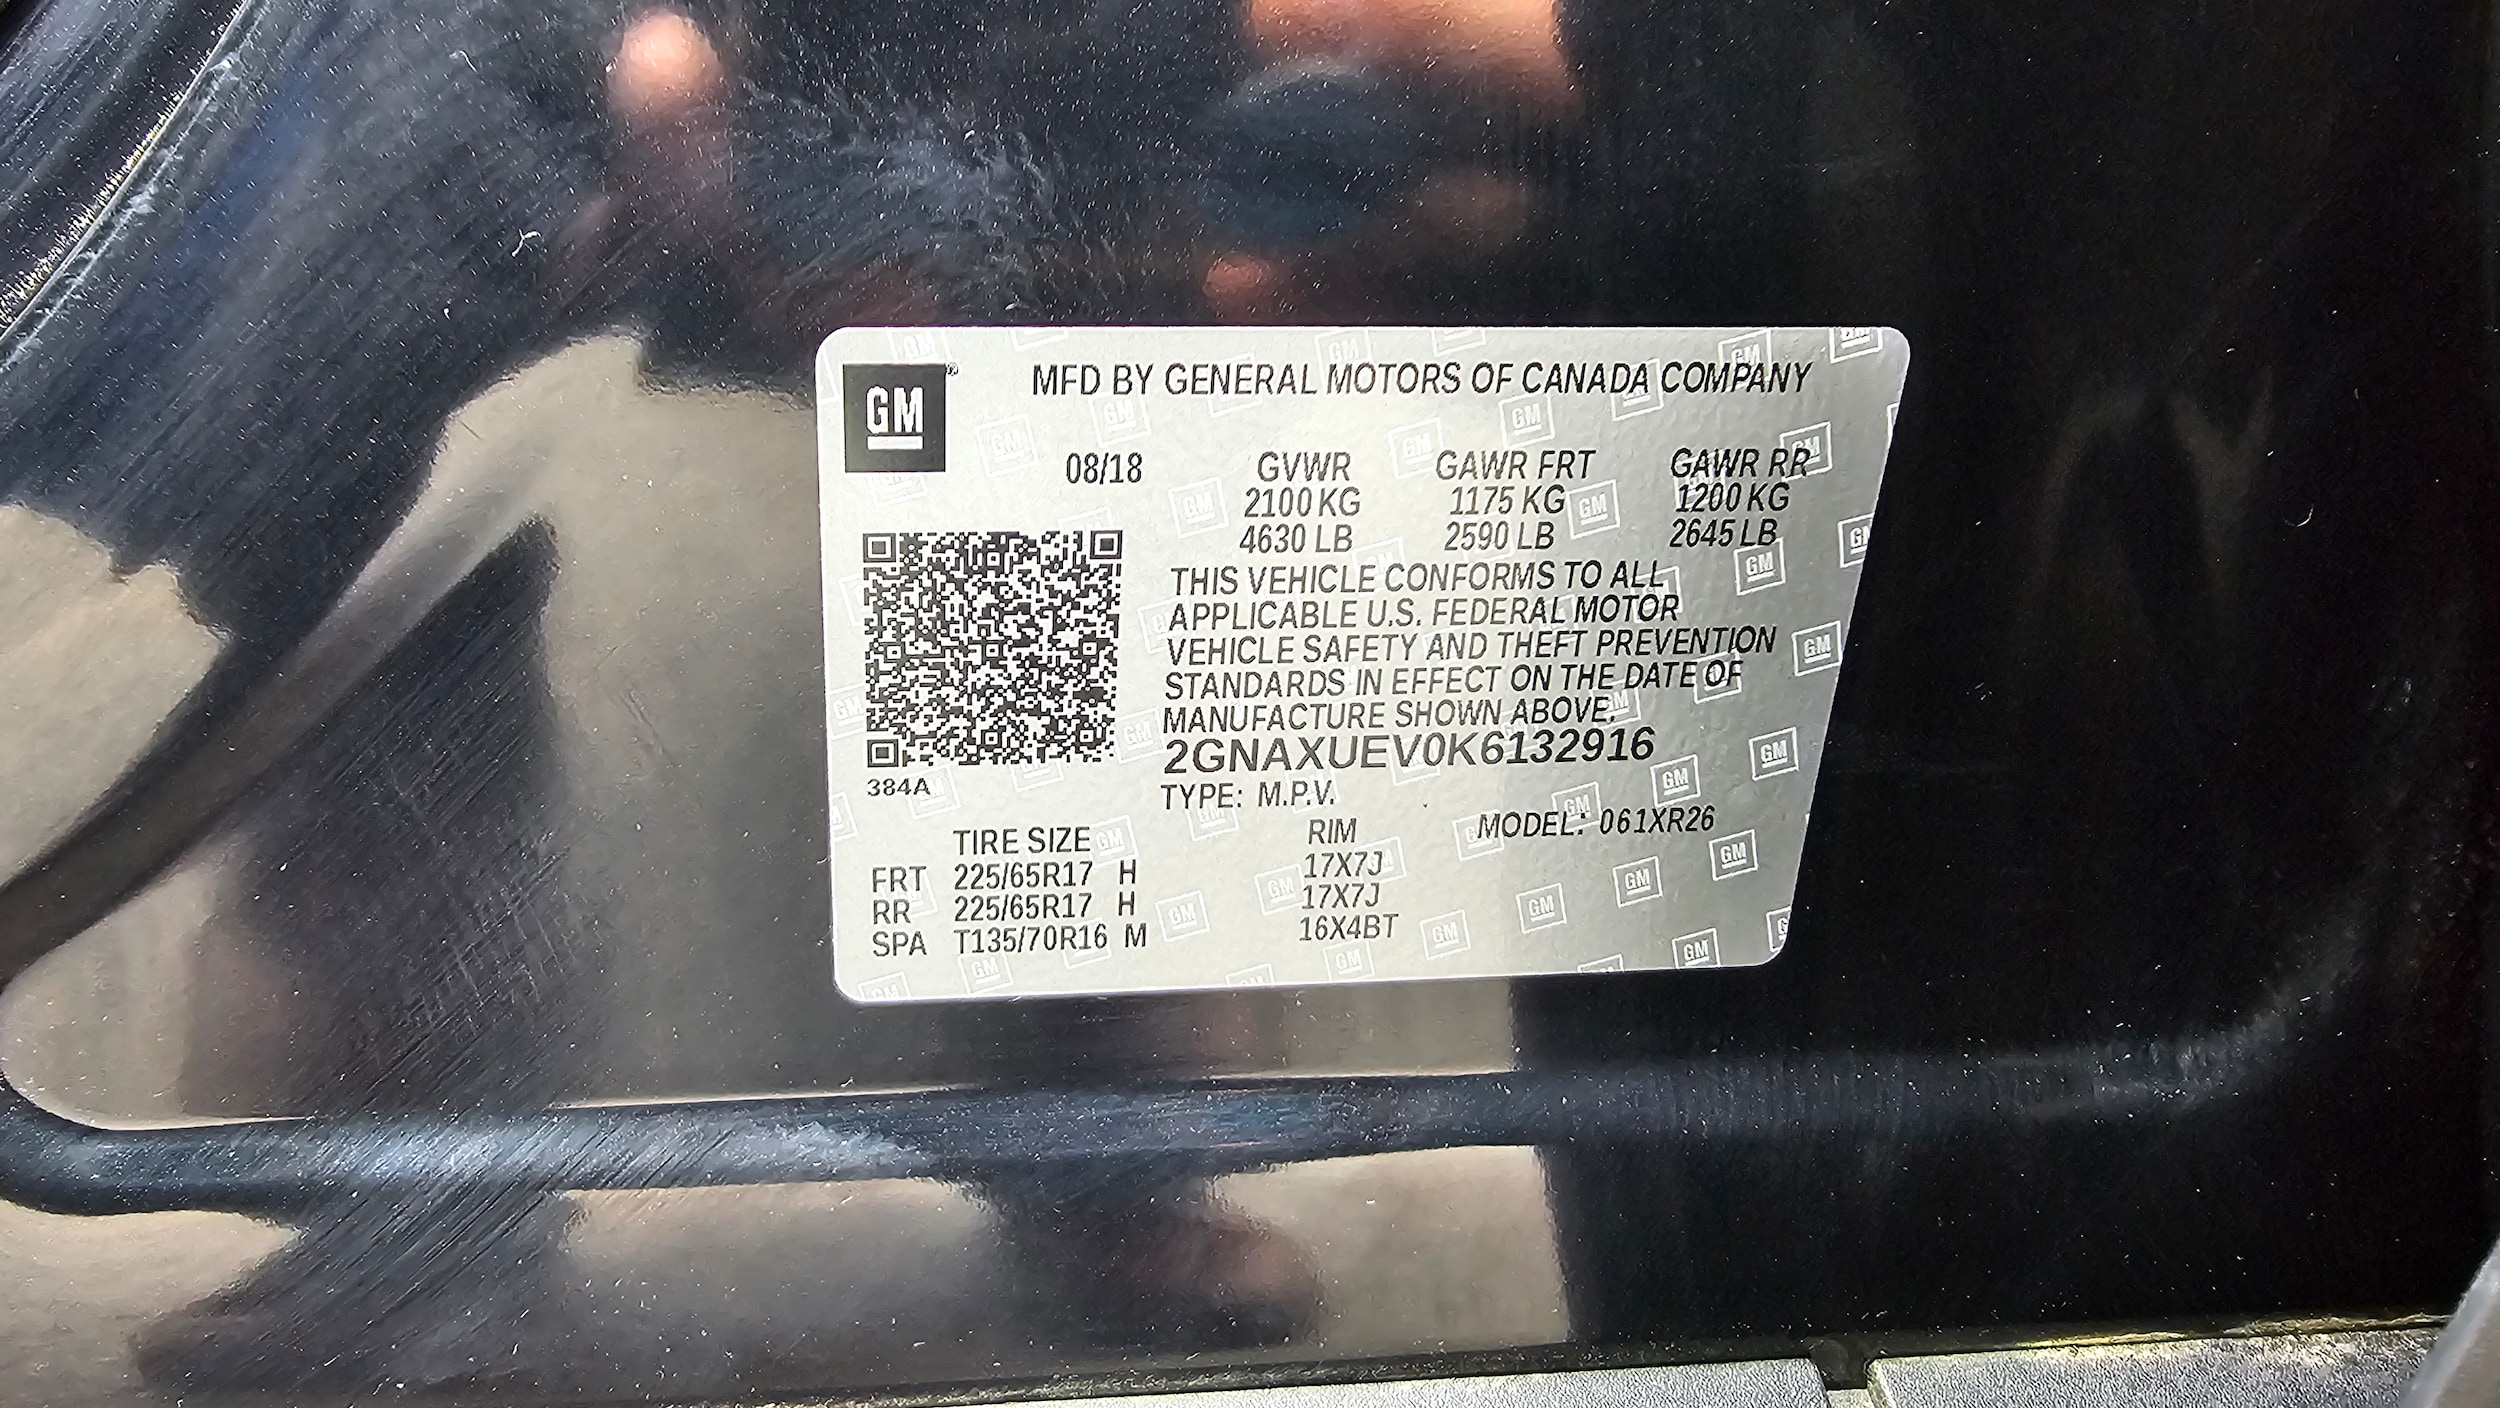 GM
MFD BY GENERAL MOTORS OF CANADA COMPANY
08/18 GVWR GAWR FRT GAWR RR
2100 KG 1175 KG 1200 KG
4630 LB 2590 LB 2645 LB
THIS VEHICLE CONFORMS TO ALL
APPLICABLE U.S. FEDERAL MOTOR
VEHICLE SAFETY AND THEFT PREVENTION
STANDARDS IN EFFECT ON THE DATE OF
MANUFACTURE SHOWN ABOVE.
2GNAXUEV0K6132916
384A
TYPE: M.P.V.
MODEL: 061XR26
TIRE SIZE RIM
FRT 225/65R17 H 17X7J
RR 225/65R17 H 17X7J
SPA T135/70R16 M 16X4BT